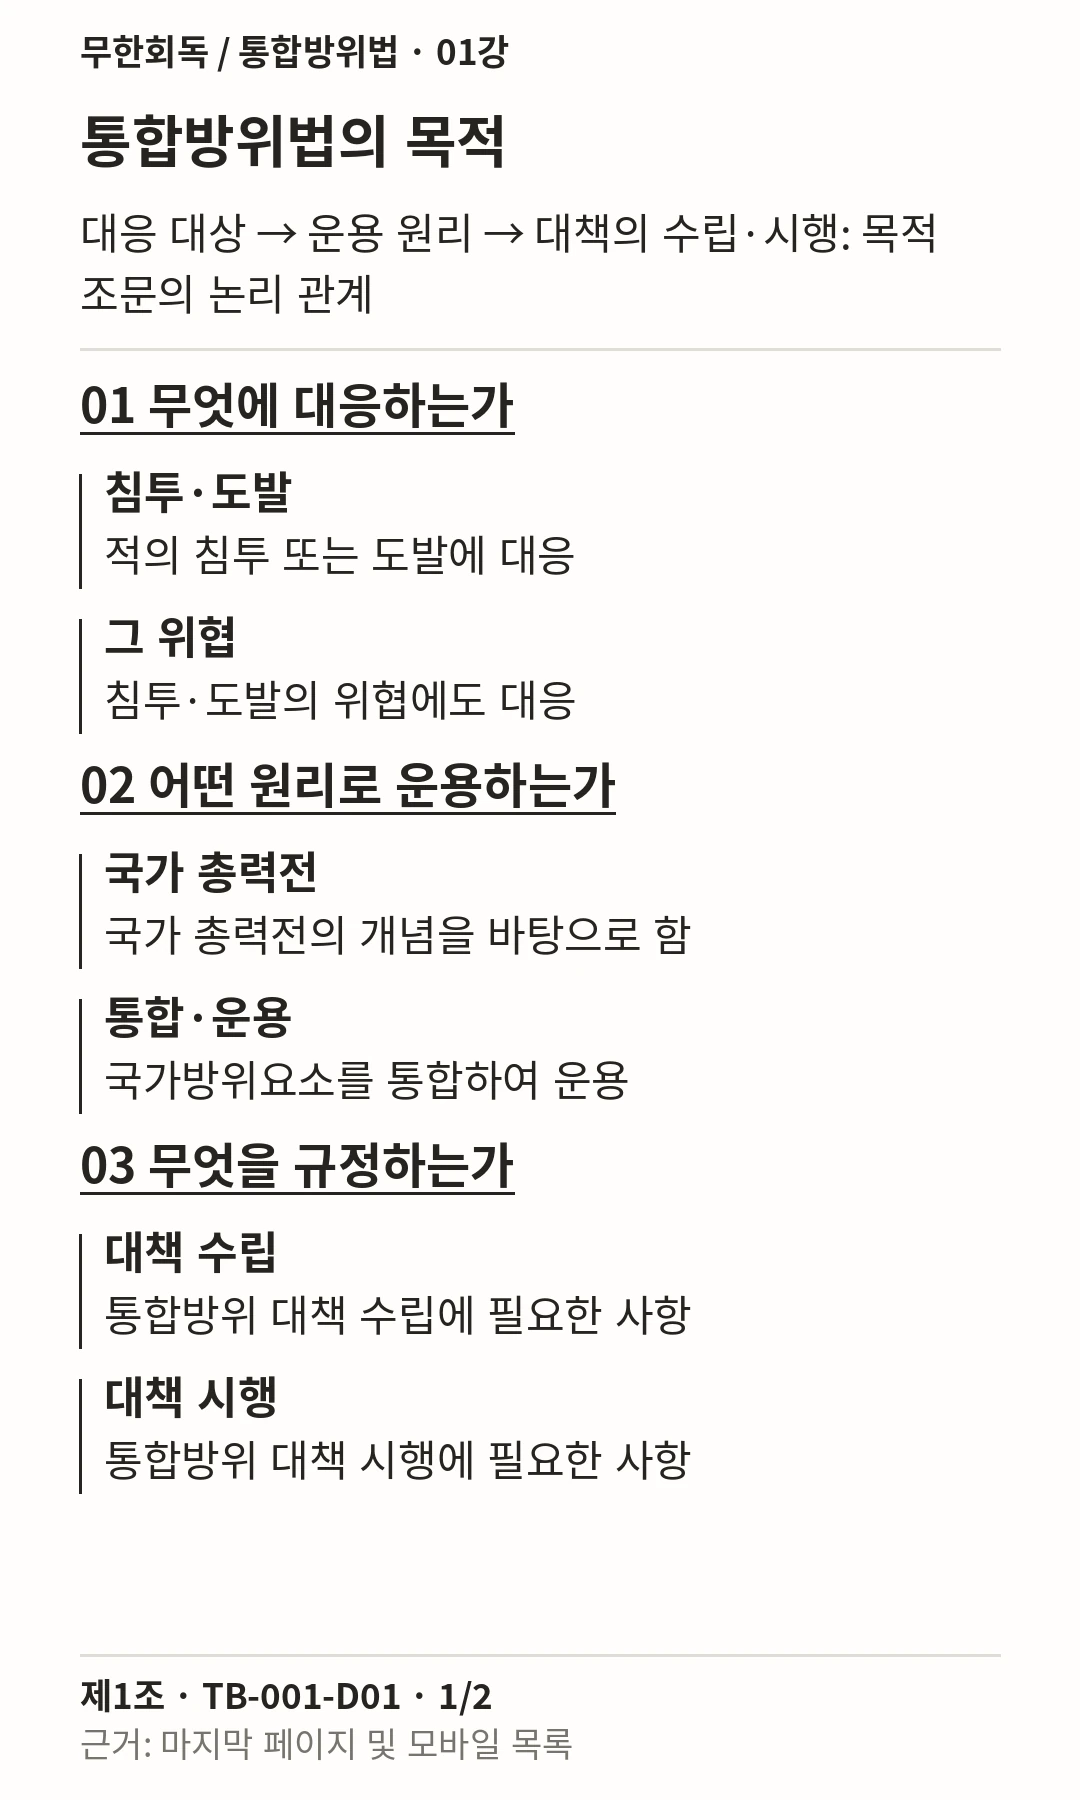 무한회독 / 통합방위법 · 01강
통합방위법의 목적
대응 대상 → 운용 원리 → 대책의 수립·시행: 목적
조문의 논리 관계
01 무엇에 대응하는가
침투·도발
적의 침투 또는 도발에 대응
그 위협
침투·도발의 위협에도 대응
02 어떤 원리로 운용하는가
국가 총력전
국가 총력전의 개념을 바탕으로 함
통합·운용
국가방위요소를 통합하여 운용
03 무엇을 규정하는가
대책 수립
통합방위 대책 수립에 필요한 사항
대책 시행
통합방위 대책 시행에 필요한 사항
제1조 · TB-001-D01 · 1/2
근거: 마지막 페이지 및 모바일 목록